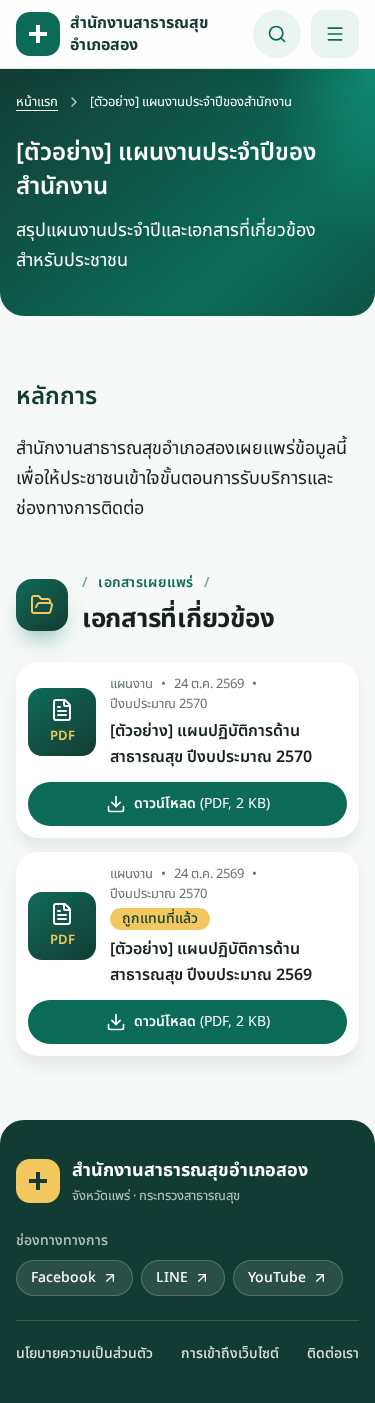 สำนักงานสาธารณสุข
อำเภอสอง
หน้าแรก > [ตัวอย่าง] แผนงานประจำปีของสำนักงาน
[ตัวอย่าง] แผนงานประจำปีของ
สำนักงาน
สรุปแผนงานประจำปีและเอกสารที่เกี่ยวข้อง
สำหรับประชาชน
หลักการ
สำนักงานสาธารณสุขอำเภอสองเผยแพร่ข้อมูลนี้
เพื่อให้ประชาชนเข้าใจขั้นตอนการรับบริการและ
ช่องทางการติดต่อ
/ เอกสารเผยแพร่ /
เอกสารที่เกี่ยวข้อง
แผนงาน • 24 ต.ค. 2569 •
ปีงบประมาณ 2570
PDF
[ตัวอย่าง] แผนปฏิบัติการด้าน
สาธารณสุข ปีงบประมาณ 2570
ดาวน์โหลด (PDF, 2 KB)
แผนงาน • 24 ต.ค. 2569 •
ปีงบประมาณ 2570
ถูกแทนที่แล้ว
PDF
[ตัวอย่าง] แผนปฏิบัติการด้าน
สาธารณสุข ปีงบประมาณ 2569
ดาวน์โหลด (PDF, 2 KB)
สำนักงานสาธารณสุขอำเภอสอง
จังหวัดแพร่ · กระทรวงสาธารณสุข
ช่องทางทางการ
Facebook LINE YouTube
นโยบายความเป็นส่วนตัว การเข้าถึงเว็บไซต์ ติดต่อเรา